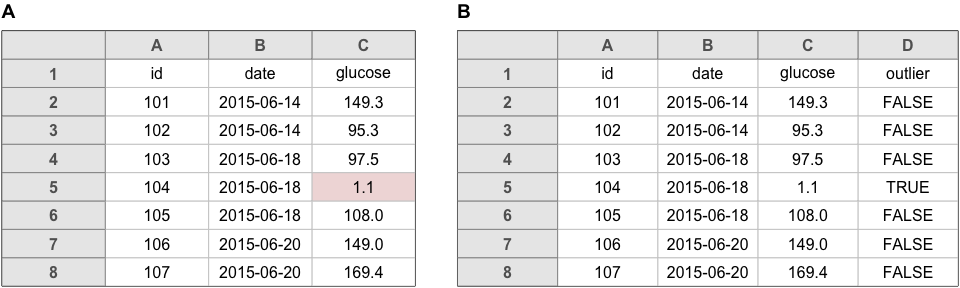 A
A B C
1 id date glucose
2 101 2015-06-14 149.3
3 102 2015-06-14 95.3
4 103 2015-06-18 97.5
5 104 2015-06-18 1.1
6 105 2015-06-18 108.0
7 106 2015-06-20 149.0
8 107 2015-06-20 169.4
B
A B C D
1 id date glucose outlier
2 101 2015-06-14 149.3 FALSE
3 102 2015-06-14 95.3 FALSE
4 103 2015-06-18 97.5 FALSE
5 104 2015-06-18 1.1 TRUE
6 105 2015-06-18 108.0 FALSE
7 106 2015-06-20 149.0 FALSE
8 107 2015-06-20 169.4 FALSE